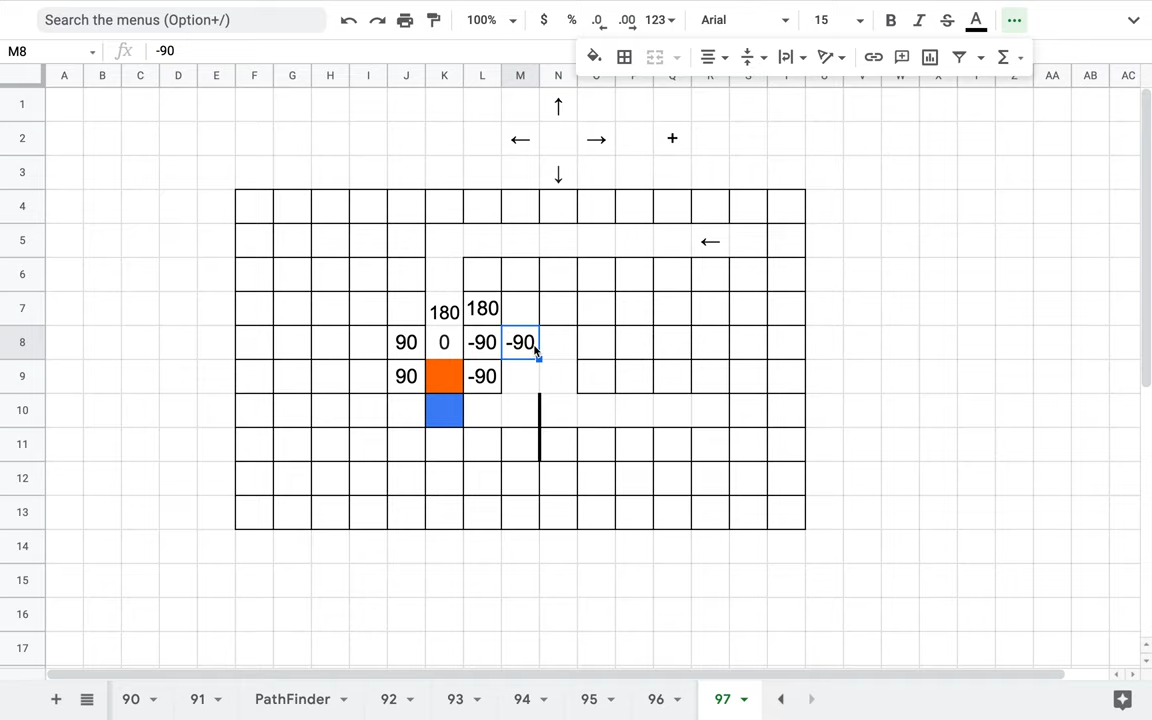 Search the menus (Option+/) 100% $ % .0 .00 123 Arial 15 B I S A
M8 fx -90
A B C D E F G H I J K L M N O P Q R S T U V W X Y Z AA AB AC
1 ↑
2 ← → +
3 ↓
4
5 ←
6
7 180 180
8 90 0 -90 -90
9 90 -90
10
11
12
13
14
15
16
17
+ 90 91 PathFinder 92 93 94 95 96 97